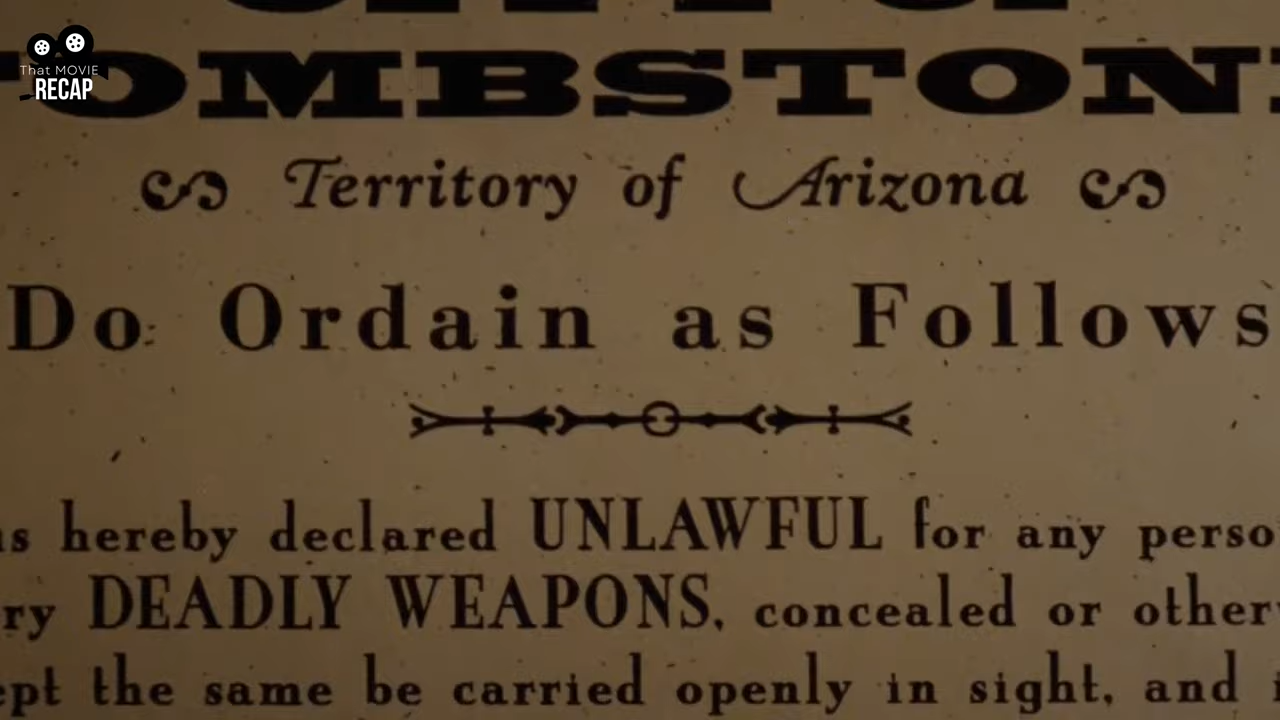 That MOVIE
RECAP
OMBSTON
Territory of Arizona
Do Ordain as Follows
is hereby declared UNLAWFUL for any perso
ry DEADLY WEAPONS, concealed or other
ept the same be carried openly in sight, and i